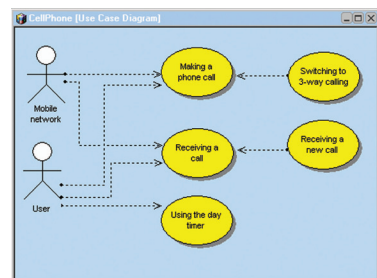 CellPhone [Use Case Diagram]
Making a
phone call
Switching to
3-way calling
Mobile
network
Receiving a
call
Receiving a
new call
User
Using the day
timer